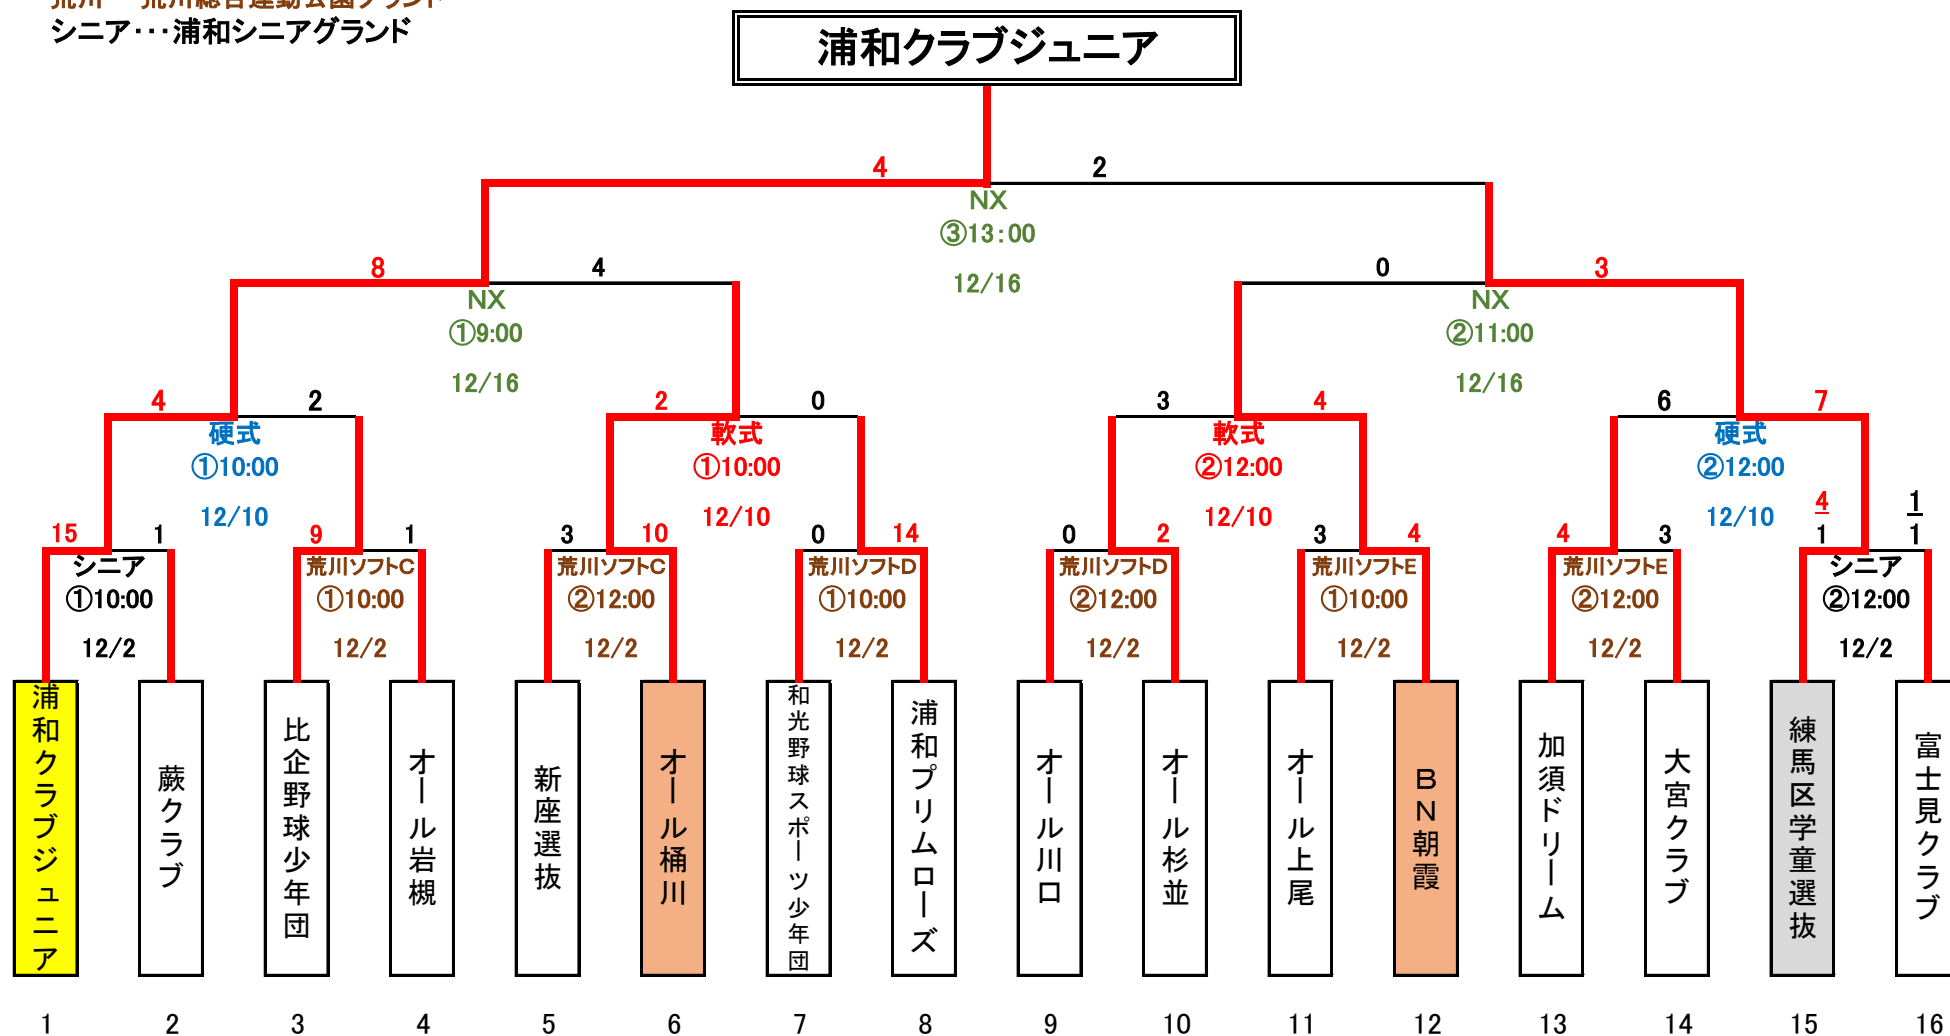 荒川・・・荒川総合運動公園グランド
シニア･･･浦和シニアグランド
浦和クラブジュニア
4 2
NX
③13：00
12/16
8 4 0 3
NX NX
①9:00 ②11:00
12/16 12/16
4 2 2 0 3 4 6 7
硬式 軟式 軟式 硬式
①10:00 ①10:00 ②12:00 ②12:00
12/10 12/10 12/10 12/10
4 1
15 1 9 1 3 10 0 14 0 2 3 4 4 3 1 1
シニア 荒川ソフトC 荒川ソフトC 荒川ソフトD 荒川ソフトD 荒川ソフトE 荒川ソフトE シニア
①10:00 ①10:00 ②12:00 ①10:00 ②12:00 ①10:00 ②12:00 ②12:00
12/2 12/2 12/2 12/2 12/2 12/2 12/2 12/2
浦和クラブジュニア
蕨クラブ
比企野球少年団
オール岩槻
新座選抜
オール桶川
和光野球スポーツ少年団
浦和プリムローズ
オール川口
オール杉並
オール上尾
ＢＮ朝霞
加須ドリーム
大宮クラブ
練馬区学童選抜
富士見クラブ
1 2 3 4 5 6 7 8 9 10 11 12 13 14 15 16